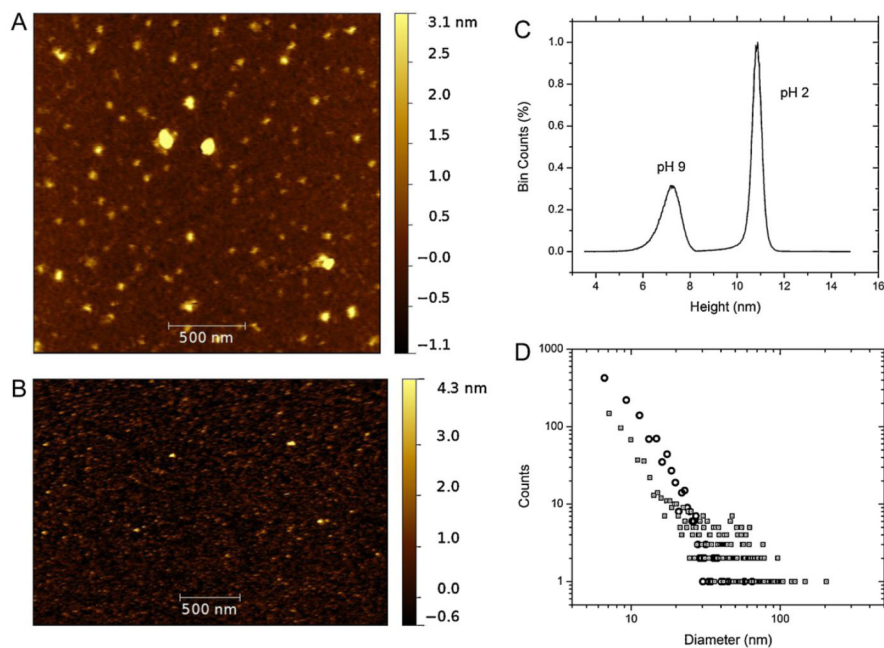 A
3.1 nm
2.5
2.0
1.5
1.0
0.5
−0.0
−0.5
−1.1
500 nm
B
4.3 nm
3.0
2.0
1.0
0.0
−0.6
500 nm
C
Bin Counts (%)
1.0
0.8
0.6
0.4
0.2
0.0
pH 9
pH 2
4 6 8 10 12 14 16
Height (nm)
D
Counts
1000
100
10
1
10 100
Diameter (nm)